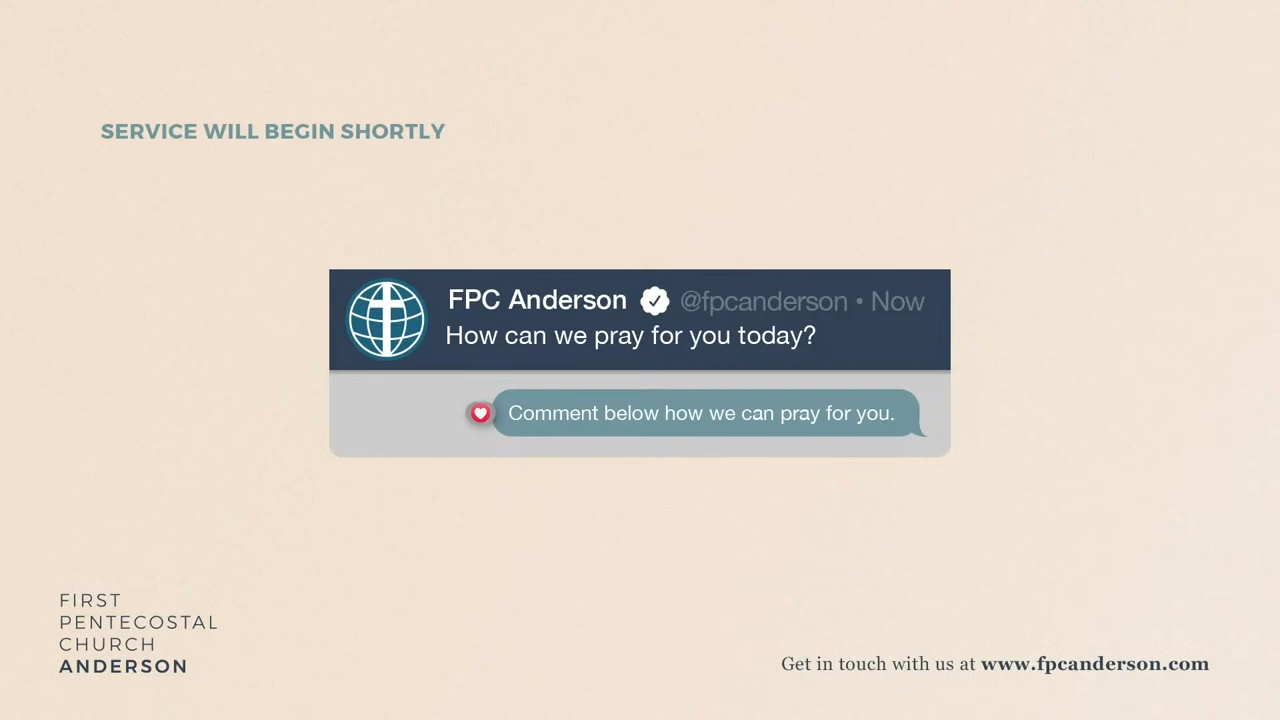 SERVICE WILL BEGIN SHORTLY
FPC Anderson @fpcanderson • Now
How can we pray for you today?
Comment below how we can pray for you.
FIRST
PENTECOSTAL
CHURCH
ANDERSON
Get in touch with us at www.fpcanderson.com